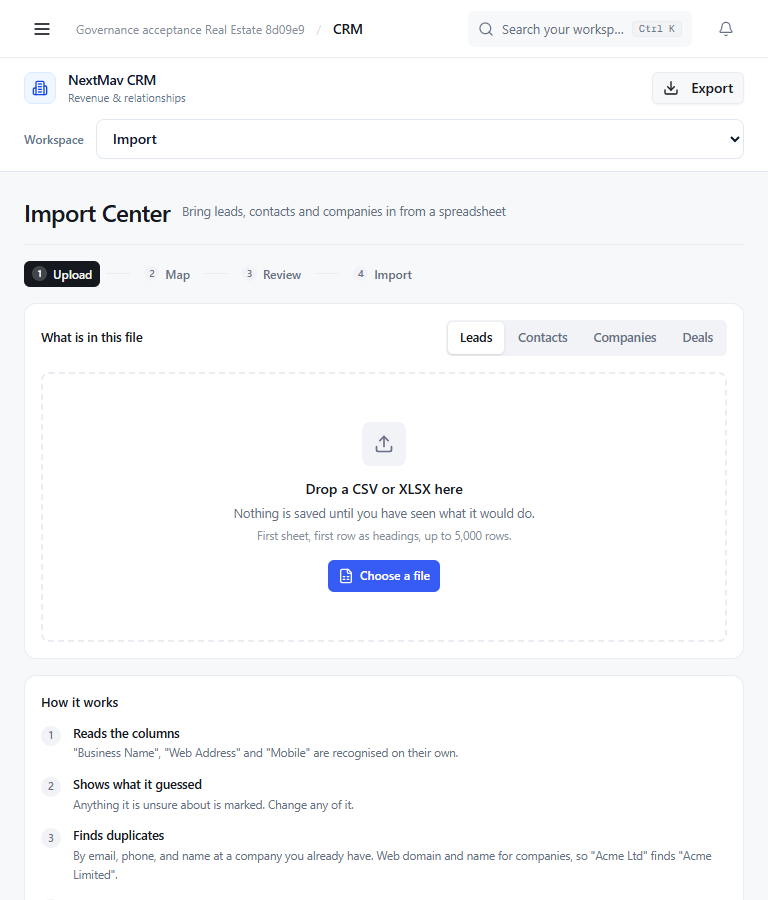 Governance acceptance Real Estate 8d09e9 / CRM
Search your worksp... Ctrl K
NextMav CRM
Revenue & relationships
Export
Workspace
Import
Import Center
Bring leads, contacts and companies in from a spreadsheet
1 Upload
2 Map
3 Review
4 Import
What is in this file
Leads
Contacts
Companies
Deals
Drop a CSV or XLSX here
Nothing is saved until you have seen what it would do.
First sheet, first row as headings, up to 5,000 rows.
Choose a file
How it works
1 Reads the columns
"Business Name", "Web Address" and "Mobile" are recognised on their own.
2 Shows what it guessed
Anything it is unsure about is marked. Change any of it.
3 Finds duplicates
By email, phone, and name at a company you already have. Web domain and name for companies, so "Acme Ltd" finds "Acme
Limited".